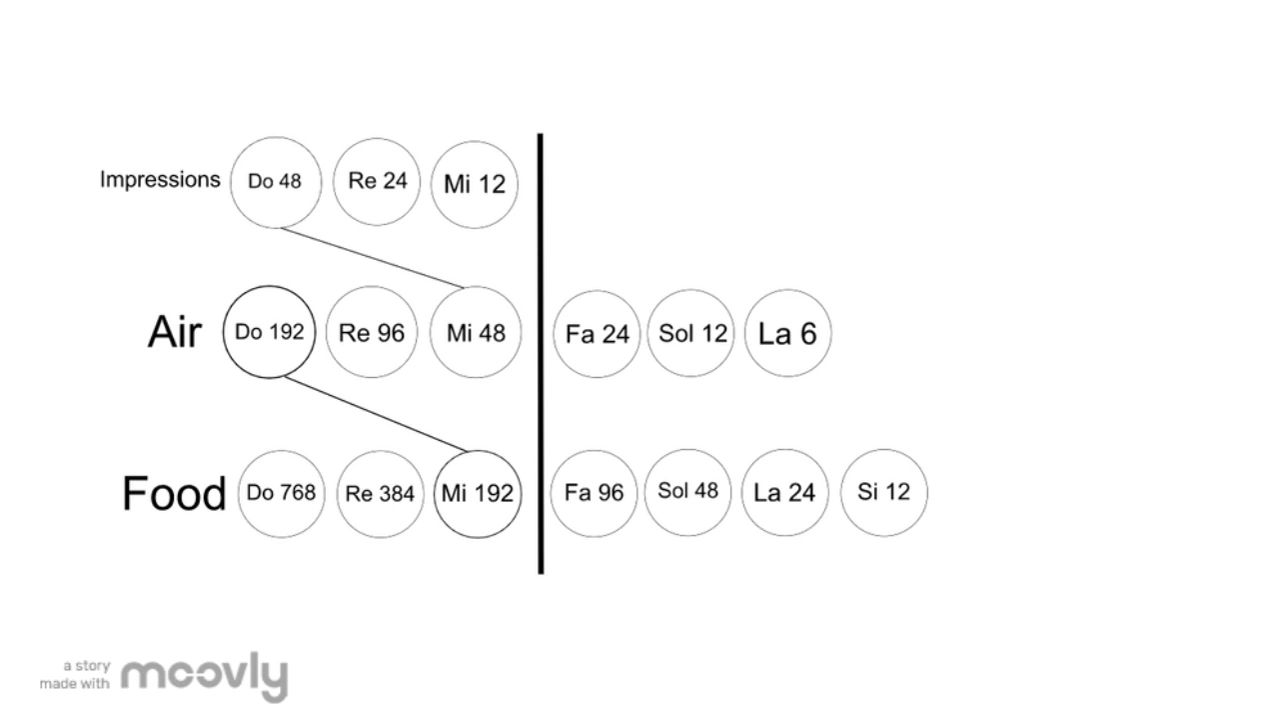 Impressions Do 48 Re 24 Mi 12
Air Do 192 Re 96 Mi 48 Fa 24 Sol 12 La 6
Food Do 768 Re 384 Mi 192 Fa 96 Sol 48 La 24 Si 12
a story
made with moovly